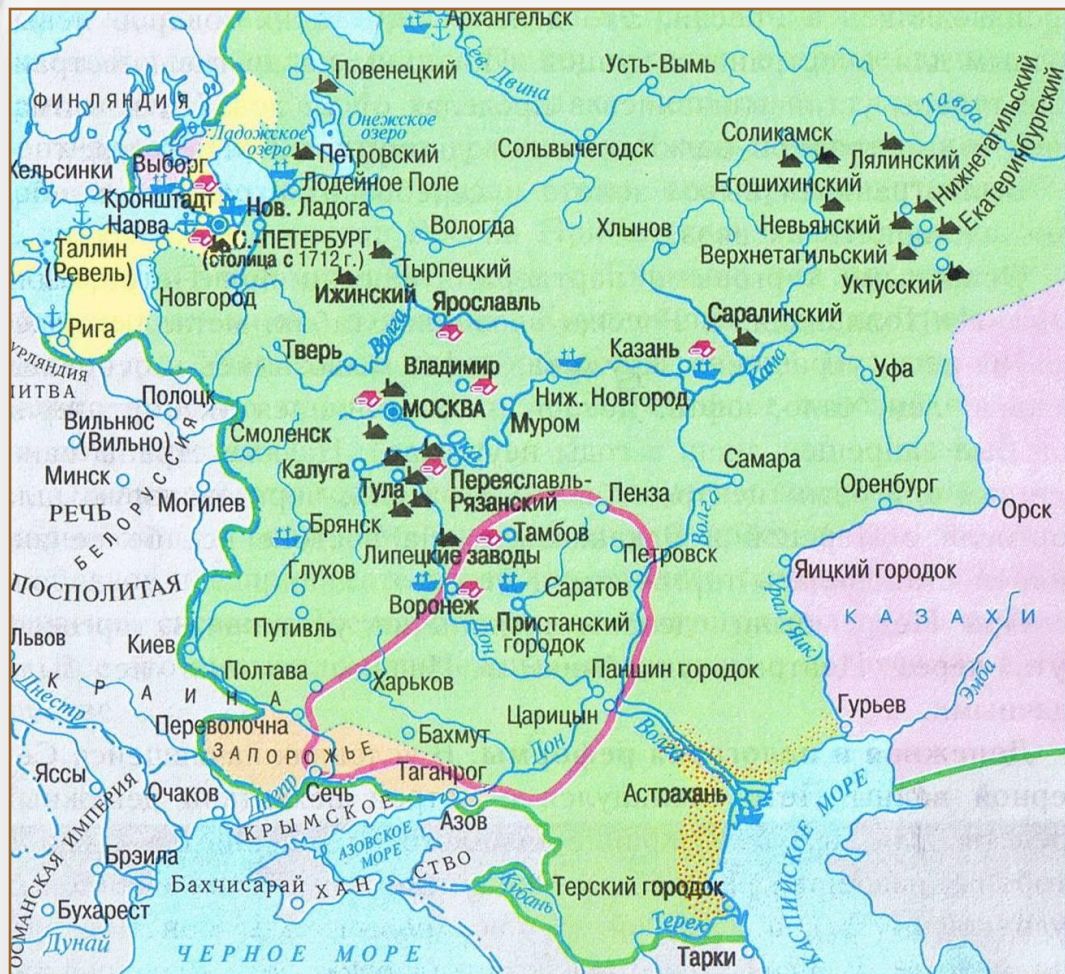 Архангельск
Сев. Двина
Усть-Вымь
Повенецкий
ФИНЛЯНДИЯ
Онежское
озеро
Ладожское
озеро
Петровский
Сольвычегодск
Соликамск
Лялинский
Тавда
Нижнетагильский
Екатеринбургский
Выборг
Хельсинки
Лодейное Поле
Егошихинский
Кронштадт
Нов. Ладога
Нарва
С.-ПЕТЕРБУРГ
(столица с 1712 г.)
Вологда
Хлынов
Невьянский
Верхнетагильский
Таллин
(Ревель)
Тырпецкий
Уктусский
Новгород
Ижинский
Ярославль
Рига
Саралинский
Волга
Тверь
Казань
Кама
Уфа
УРЛЯНДИЯ
ИТВА
Владимир
Ниж. Новгород
Полоцк
МОСКВА
Муром
Вильнюс
(Вильно)
Смоленск
Ока
Калуга
Самара
Минск
Тула
Переяславль-
Рязанский
Пенза
Оренбург
Орск
РЕЧЬ
Могилев
БЕЛОРУССИЯ
Брянск
Волга
Тамбов
Липецкие заводы
Петровск
ПОСПОЛИТАЯ
Глухов
Яицкий городок
Воронеж
Саратов
Урал (Яик)
КАЗАХИ
Львов
Путивль
Дон
Пристанский
городок
Киев
Полтава
Харьков
Паншин городок
Эмба
УКРАИНА
Днестр
Гурьев
Переволочна
Царицын
Бахмут
Дон
Волга
ЗАПОРОЖЬЕ
Яссы
Таганрог
Очаков
Днепр
Сечь
Астрахань
КРЫМСКОЕ
Азов
АЗОВСКОЕ
МОРЕ
КАСПИЙСКОЕ МОРЕ
ОСМАНСКАЯ ИМПЕРИЯ
Брэила
Бахчисарай
ХАНСТВО
Кубань
Терский городок
Бухарест
Терек
Дунай
ЧЕРНОЕ МОРЕ
Тарки